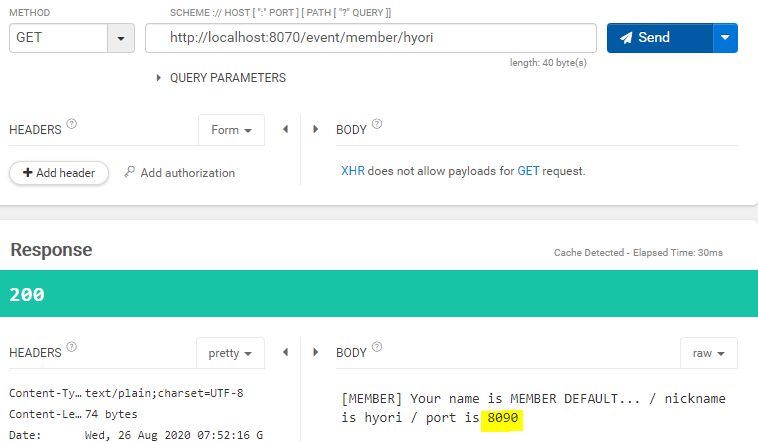 METHOD
SCHEME :// HOST [ ":" PORT ] [ PATH [ "?" QUERY ]]
GET
http://localhost:8070/event/member/hyori
Send
length: 40 byte(s)
QUERY PARAMETERS
HEADERS ?
Form
BODY ?
Add header
Add authorization
XHR does not allow payloads for GET request.
Response
Cache Detected - Elapsed Time: 30ms
200
HEADERS ?
pretty
BODY ?
raw
Content-Ty… text/plain;charset=UTF-8
Content-Le… 74 bytes
Date: Wed, 26 Aug 2020 07:52:16 G
[MEMBER] Your name is MEMBER DEFAULT... / nickname
is hyori / port is 8090